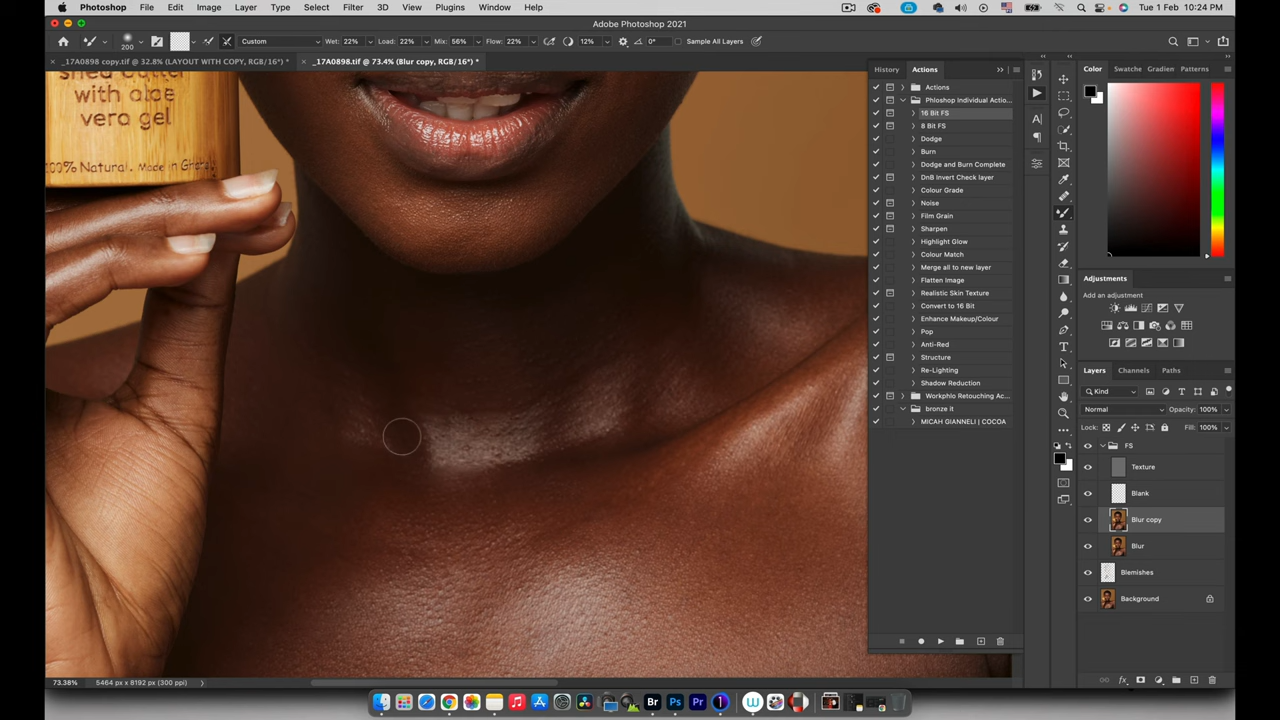 Photoshop File Edit Image Layer Type Select Filter 3D View Plugins Window Help
Tue 1 Feb 10:24 PM
Adobe Photoshop 2021
200
Custom
Wet: 22%
Load: 22%
Mix: 56%
Flow: 22%
12%
0°
Sample All Layers
_17A0898 copy.tif @ 32.8% (LAYOUT WITH COPY, RGB/16*) *
_17A0898.tif @ 73.4% (Blur copy, RGB/16*) *
shea butter
with aloe
vera gel
100% Natural. Made in
History
Actions
Actions
Phloshop Individual Actio...
16 Bit FS
8 Bit FS
Dodge
Burn
Dodge and Burn Complete
DnB Invert Check layer
Colour Grade
Noise
Film Grain
Sharpen
Highlight Glow
Colour Match
Merge all to new layer
Flatten Image
Realistic Skin Texture
Convert to 16 Bit
Enhance Makeup/Colour
Pop
Anti-Red
Structure
Re-Lighting
Shadow Reduction
Workphlo Retouching Ac...
bronze it
MICAH GIANNELI | COCOA
Color
Swatche
Gradien
Patterns
Adjustments
Add an adjustment
Layers
Channels
Paths
Kind
Normal
Opacity: 100%
Lock:
Fill: 100%
FS
Texture
Blank
Blur copy
Blur
Blemishes
Background
73.38%
5464 px x 8192 px (300 ppi)